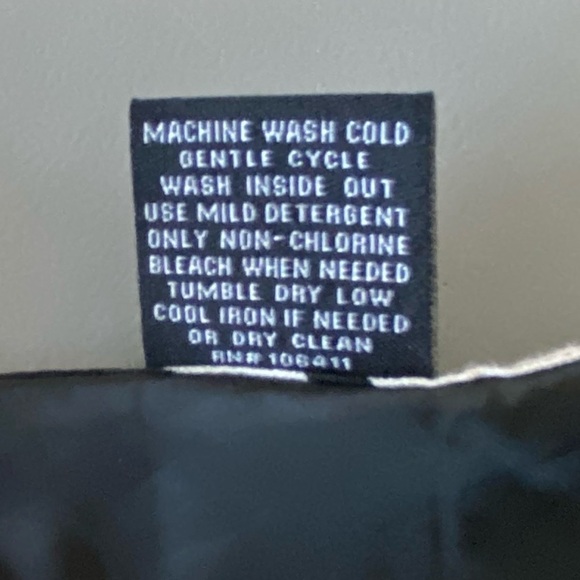 MACHINE WASH COLD
GENTLE CYCLE
WASH INSIDE OUT
USE MILD DETERGENT
ONLY NON-CHLORINE
BLEACH WHEN NEEDED
TUMBLE DRY LOW
COOL IRON IF NEEDED
OR DRY CLEAN
RN# 106411